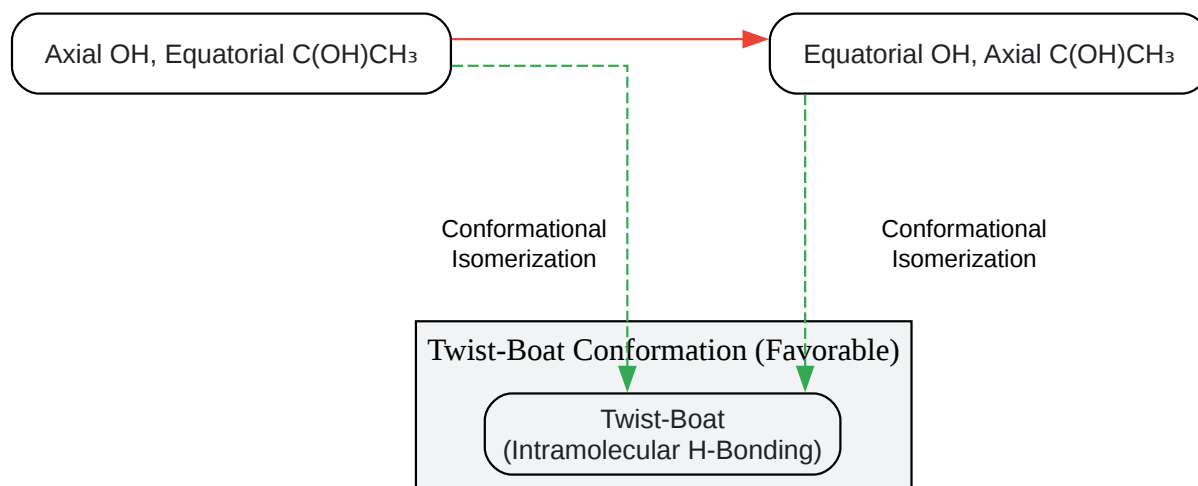 Axial OH, Equatorial C(OH)CH₃
Equatorial OH, Axial C(OH)CH₃
Conformational
Isomerization
Conformational
Isomerization
Twist-Boat Conformation (Favorable)
Twist-Boat
(Intramolecular H-Bonding)